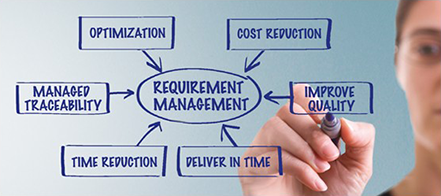 OPTIMIZATION
COST REDUCTION
MANAGED
TRACEABILITY
REQUIREMENT
MANAGEMENT
IMPROVE
QUALITY
TIME REDUCTION
DELIVER IN TIME